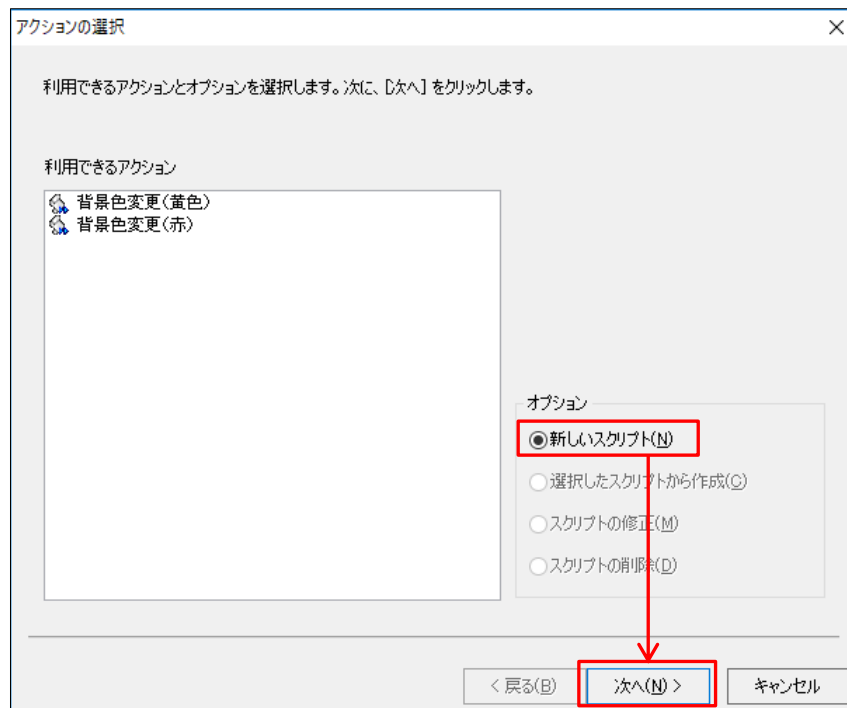 アクションの選択
利用できるアクションとオプションを選択します。次に、[次へ] をクリックします。
利用できるアクション
背景色変更(黄色)
背景色変更(赤)
オプション
新しいスクリプト(N)
選択したスクリプトから作成(C)
スクリプトの修正(M)
スクリプトの削除(D)
< 戻る(B)
次へ(N) >
キャンセル